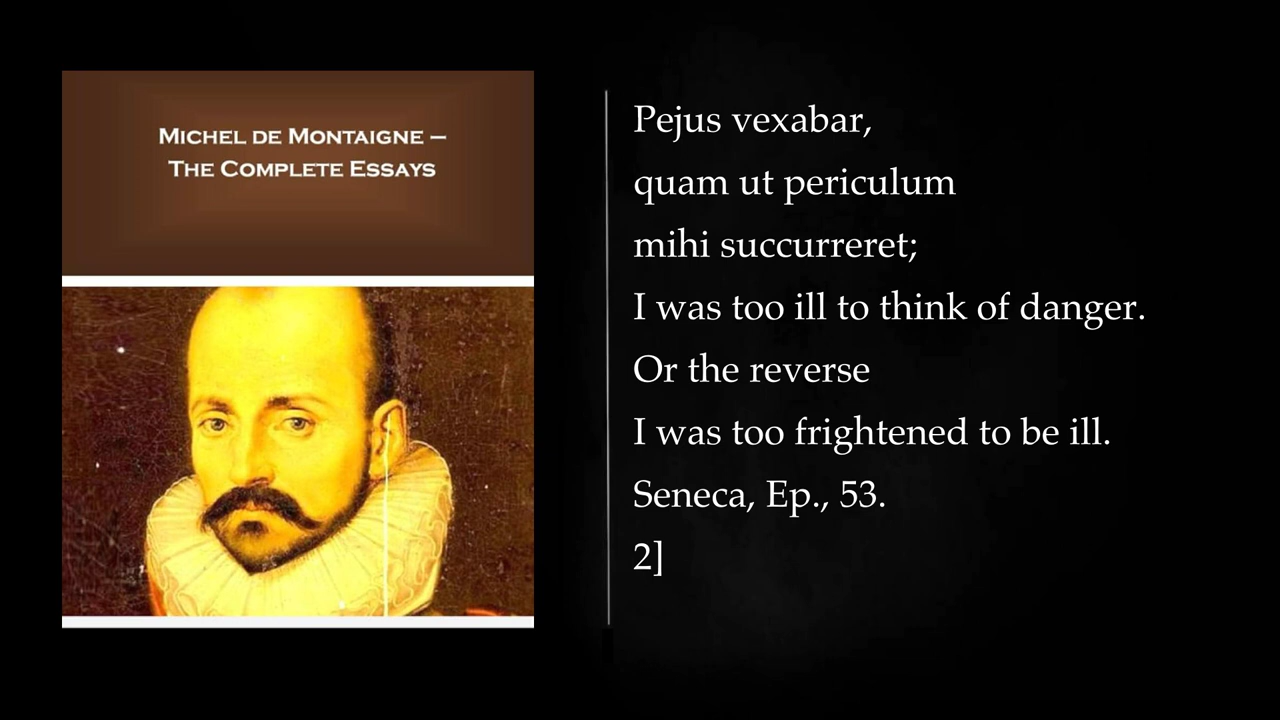 Michel de Montaigne –
The Complete Essays
Pejus vexabar,
quam ut periculum
mihi succurreret;
I was too ill to think of danger.
Or the reverse
I was too frightened to be ill.
Seneca, Ep., 53.
2]